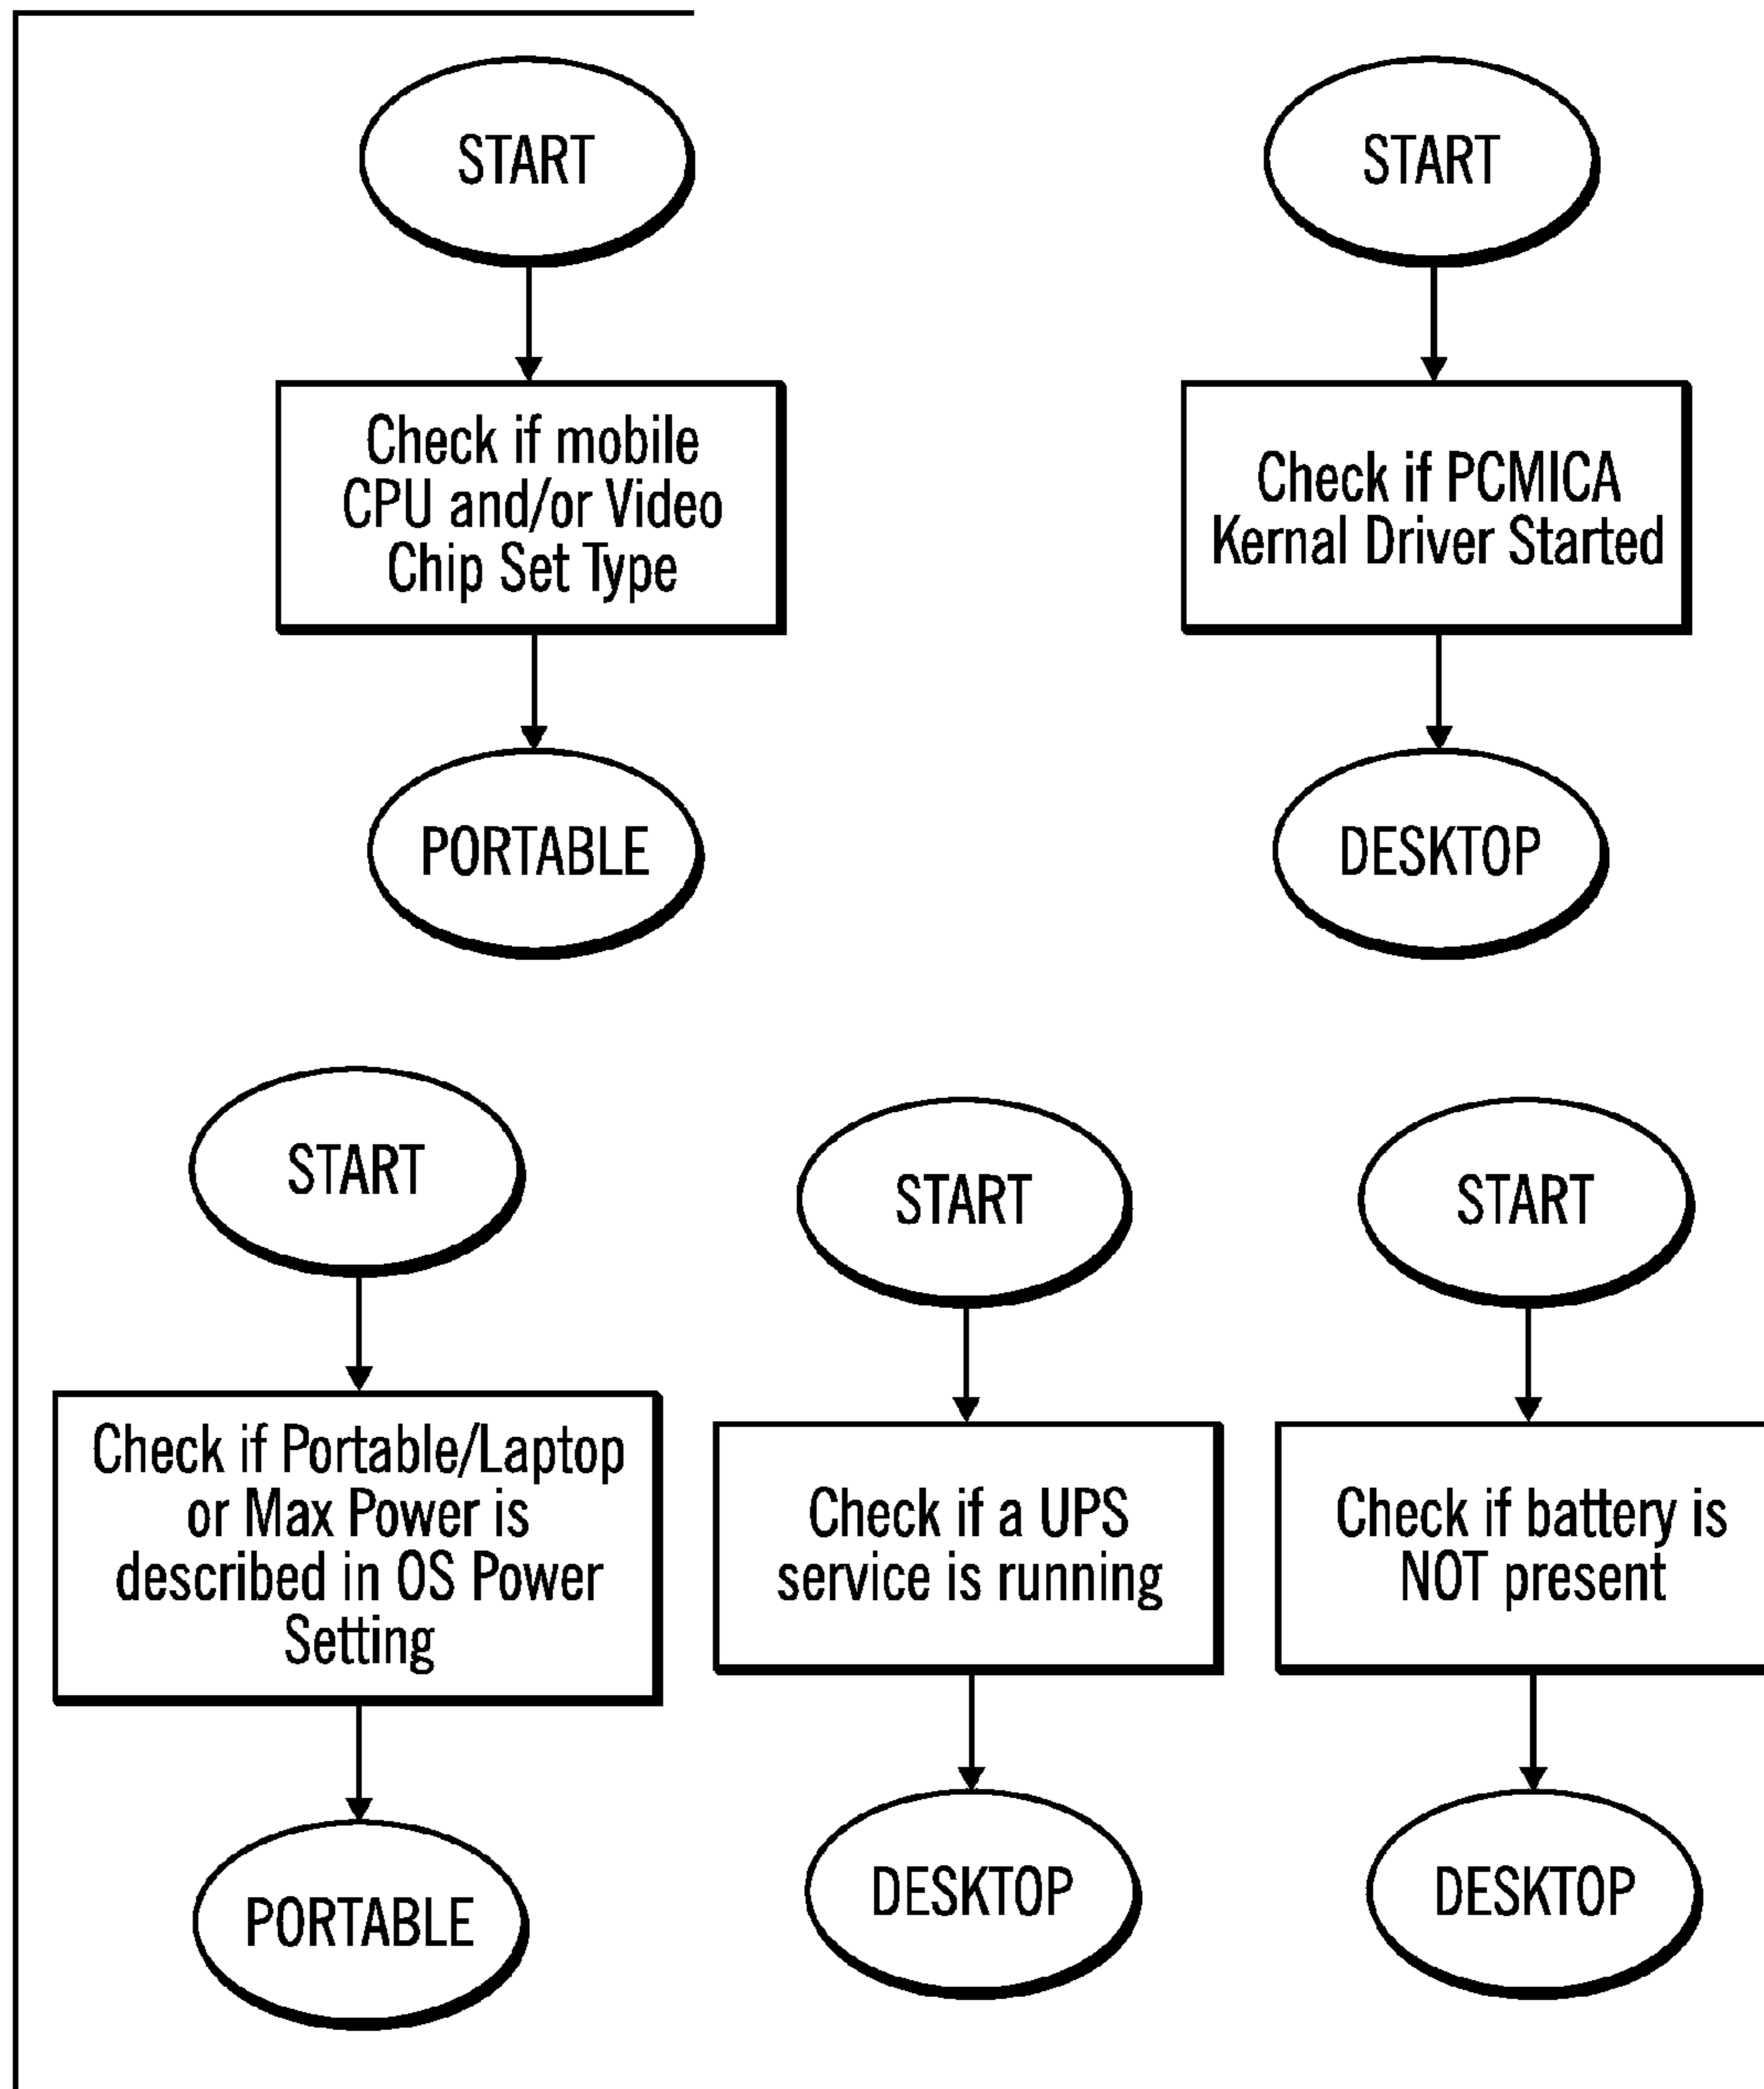 START
Check if mobile
CPU and/or Video
Chip Set Type
PORTABLE
START
Check if PCMICA
Kernal Driver Started
DESKTOP
START
Check if Portable/Laptop
or Max Power is
described in OS Power
Setting
PORTABLE
START
Check if a UPS
service is running
DESKTOP
START
Check if battery is
NOT present
DESKTOP